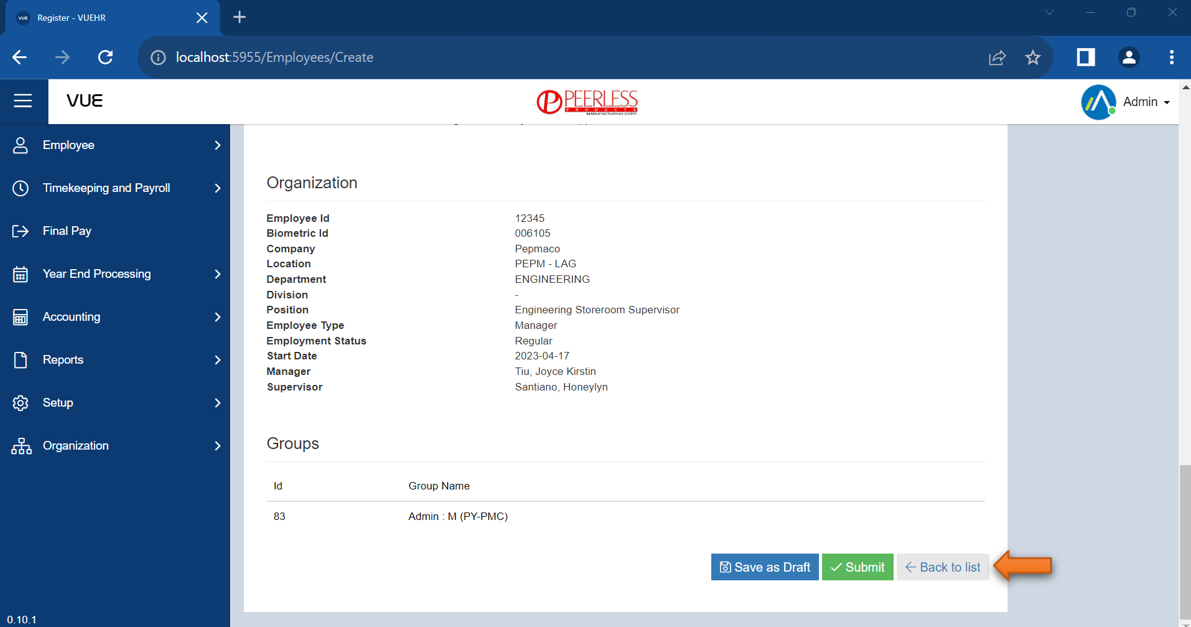 Register - VUEHR
localhost:5955/Employees/Create
VUE
PEERLESS
PRODUCTS
Admin
Employee
Timekeeping and Payroll
Final Pay
Year End Processing
Accounting
Reports
Setup
Organization
0.10.1
Organization
Employee Id 12345
Biometric Id 006105
Company Pepmaco
Location PEPM - LAG
Department ENGINEERING
Division -
Position Engineering Storeroom Supervisor
Employee Type Manager
Employment Status Regular
Start Date 2023-04-17
Manager Tiu, Joyce Kirstin
Supervisor Santiano, Honeylyn
Groups
Id Group Name
83 Admin : M (PY-PMC)
Save as Draft Submit Back to list